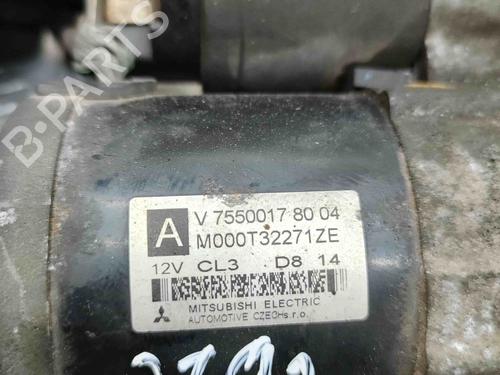 B-PARTS
A V 7550017 80 04
M000T32271ZE
12V CL3 D8 14
MITSUBISHI ELECTRIC
AUTOMOTIVE CZECH s.r.o.